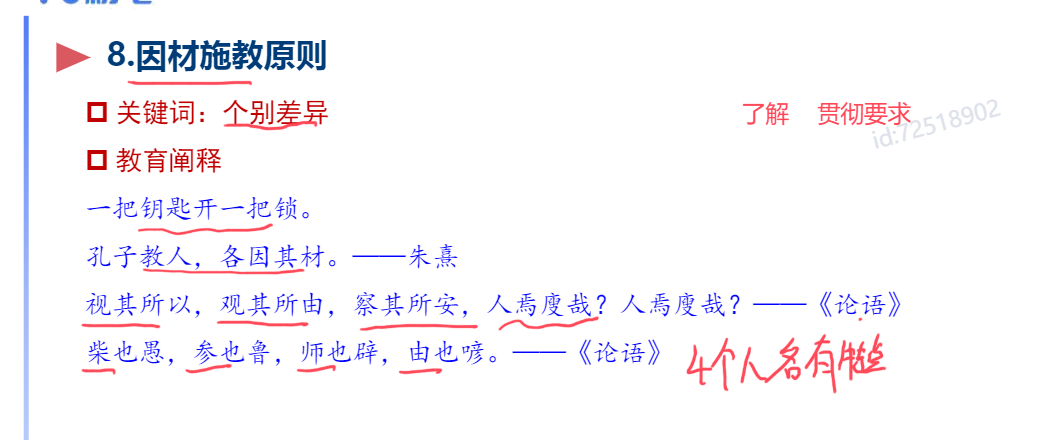 8.因材施教原则
关键词：个别差异 了解 贯彻要求
id:72518902
教育阐释
一把钥匙开一把锁。
孔子教人，各因其材。——朱熹
视其所以，观其所由，察其所安，人焉廋哉？人焉廋哉？——《论语》
柴也愚，参也鲁，师也辟，由也喭。——《论语》
4个人各有特点